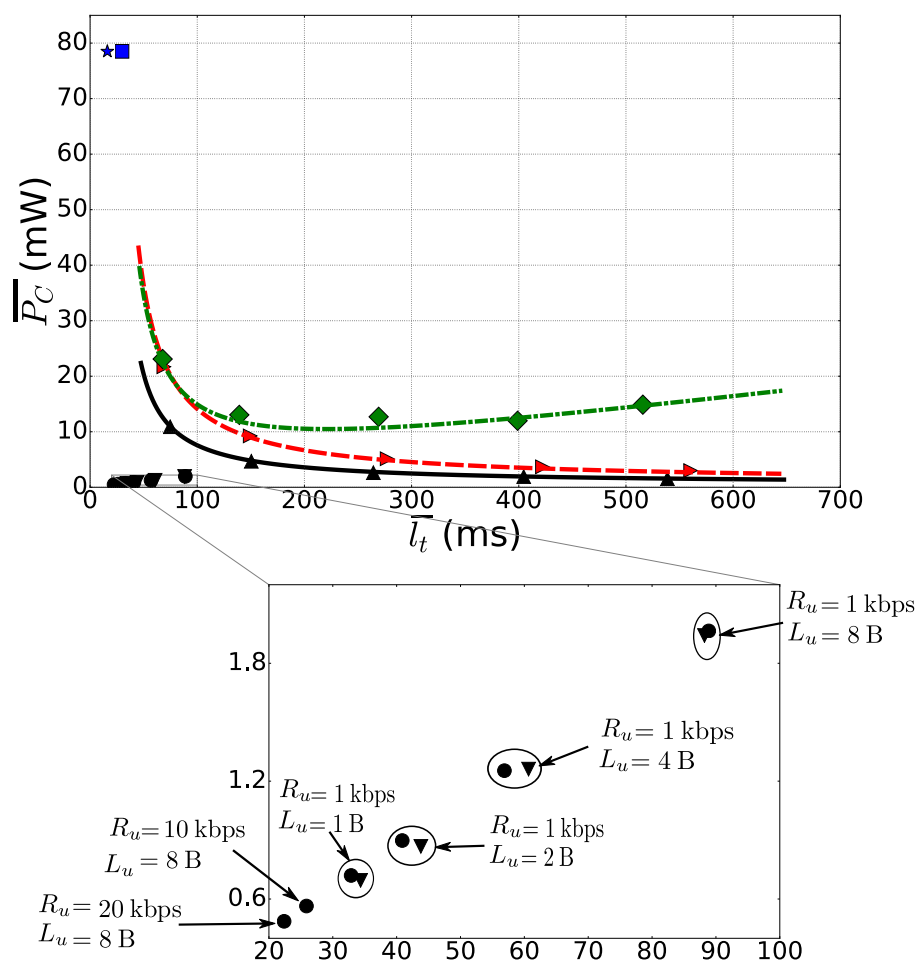 80
70
60
50
40
30
20
10
0
P_C (mW)
0 100 200 300 400 500 600 700
l_t (ms)
R_u = 1 kbps
L_u = 8 B
1.8
R_u = 1 kbps
L_u = 4 B
1.2
R_u = 1 kbps
L_u = 1 B
R_u = 1 kbps
L_u = 2 B
R_u = 10 kbps
L_u = 8 B
0.6
R_u = 20 kbps
L_u = 8 B
20 30 40 50 60 70 80 90 100